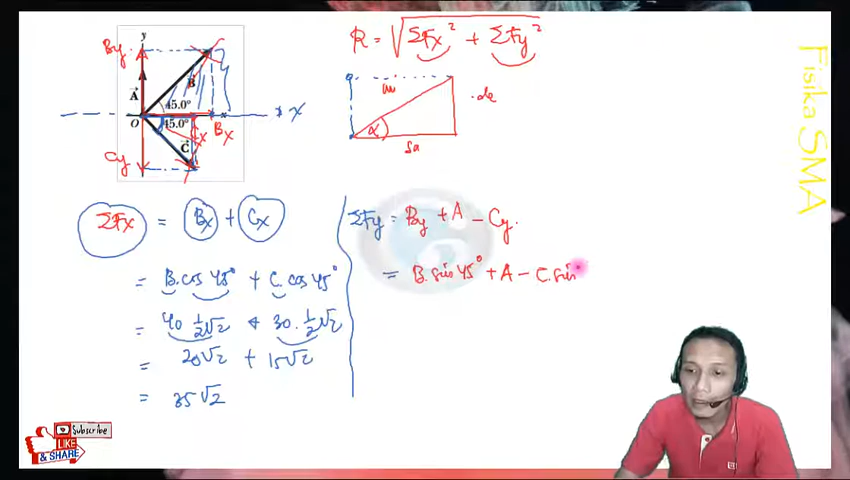 By
y
A
B
45.0°
x
x
O
45.0°
Cx
Bx
C
Cy
R = √ΣFx² + ΣFy²
de
α
sa
Fisika SMA
ΣFx = Bx + Cx
= B.cos 45° + C.cos 45°
= 40 ½√2 + 30.½√2
= 20√2 + 15√2
= 35√2
ΣFy = By + A - Cy.
= B.sin 45° + A - C.sin
Subscribe
LIKE
& SHARE